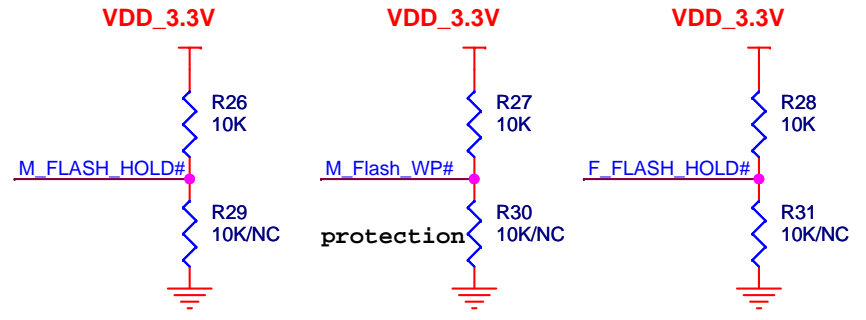 VDD_3.3V VDD_3.3V VDD_3.3V
R26 R27 R28
10K 10K 10K
M_FLASH_HOLD# M_Flash_WP# F_FLASH_HOLD#
R29 R30 R31
10K/NC protection 10K/NC 10K/NC